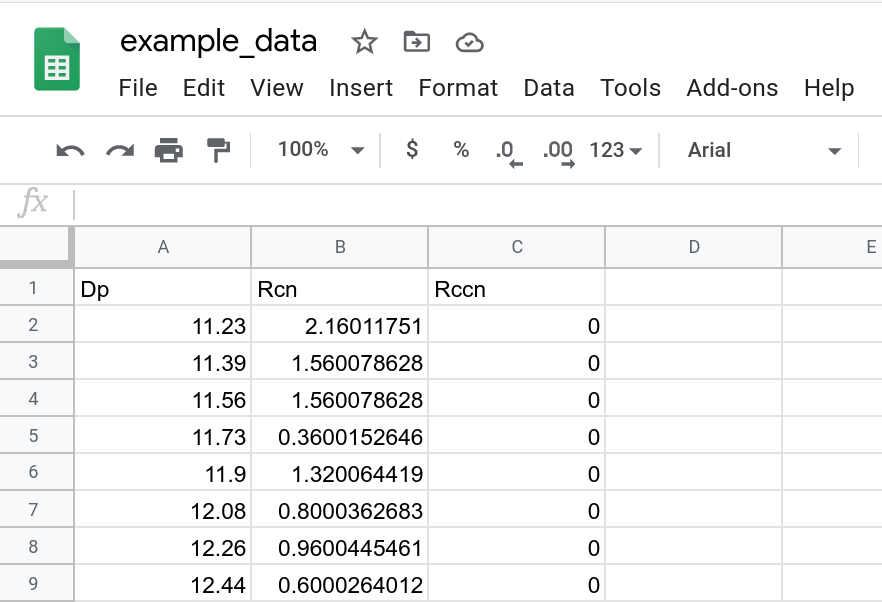 example_data
File Edit View Insert Format Data Tools Add-ons Help
100% $ % .0 .00 123 Arial
fx
A B C D E
1 Dp Rcn Rccn
2 11.23 2.16011751 0
3 11.39 1.560078628 0
4 11.56 1.560078628 0
5 11.73 0.3600152646 0
6 11.9 1.320064419 0
7 12.08 0.8000362683 0
8 12.26 0.9600445461 0
9 12.44 0.6000264012 0